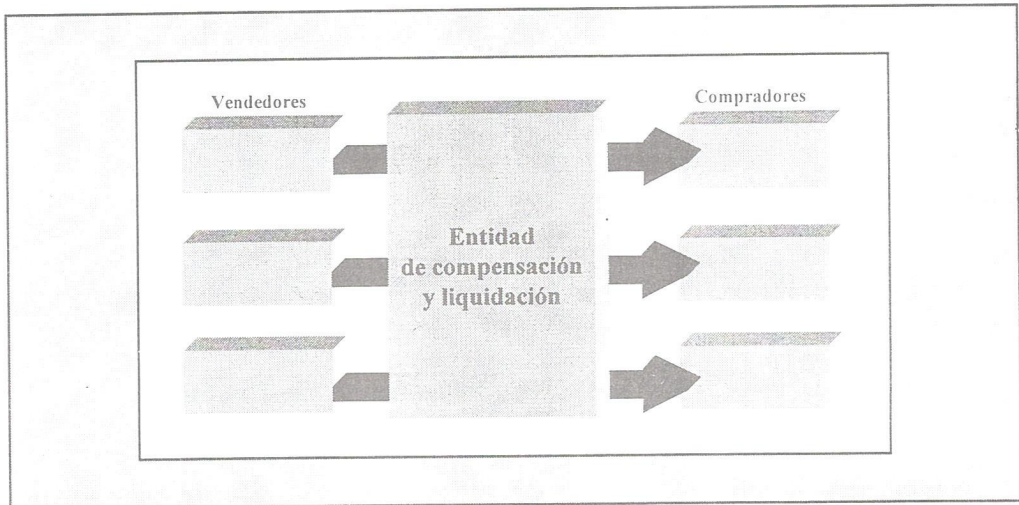 Vendedores
Compradores
Entidad
de compensación
y liquidación